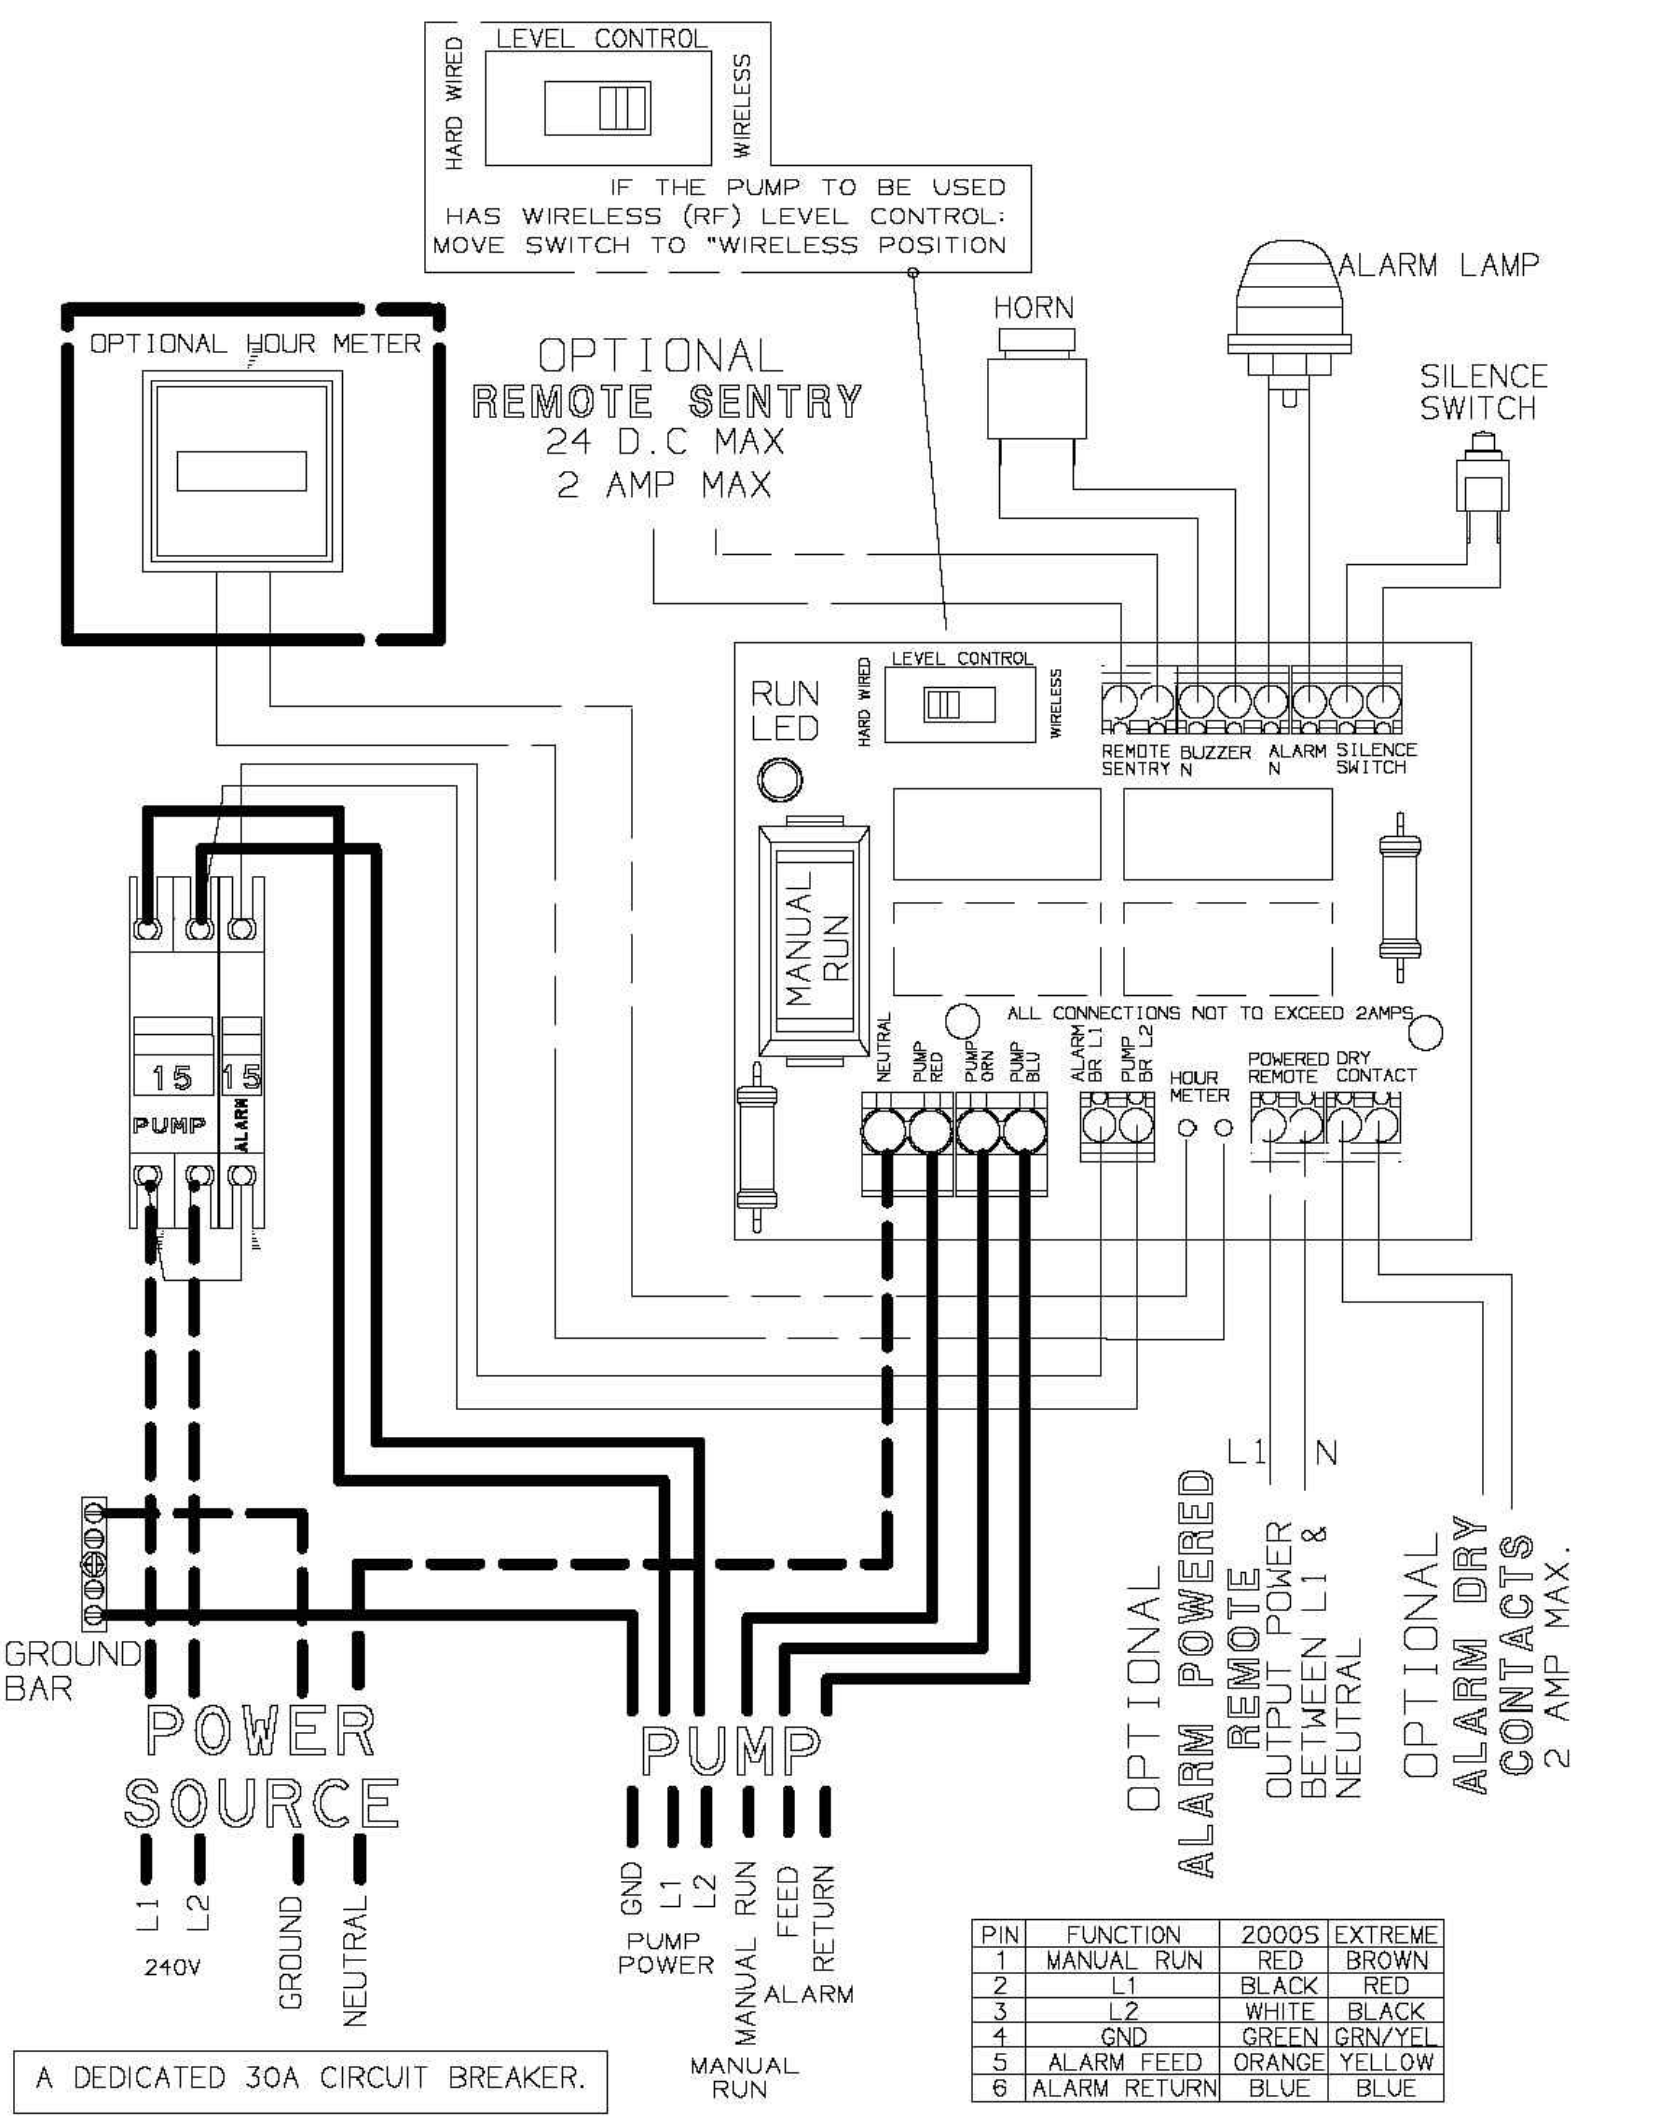 LEVEL CONTROL
HARD WIRED
WIRELESS
IF THE PUMP TO BE USED
HAS WIRELESS (RF) LEVEL CONTROL:
MOVE SWITCH TO "WIRELESS POSITION
ALARM LAMP
HORN
OPTIONAL HOUR METER
OPTIONAL
REMOTE SENTRY
24 D.C MAX
2 AMP MAX
SILENCE
SWITCH
LEVEL CONTROL
HARD WIRED
WIRELESS
RUN
LED
REMOTE
SENTRY
BUZZER
N
ALARM
N
SILENCE
SWITCH
MANUAL
RUN
ALL CONNECTIONS NOT TO EXCEED 2AMPS
NEUTRAL
PUMP
RED
PUMP
ORN
PUMP
BLU
ALARM
BR L1
PUMP
BR L2
HOUR
METER
POWERED
REMOTE
DRY
CONTACT
15
15
PUMP
ALARM
L1
N
GROUND
BAR
POWER
SOURCE
PUMP
L1
L2
240V
GROUND
NEUTRAL
GND
L1
L2
PUMP
POWER
MANUAL RUN
FEED
RETURN
ALARM
MANUAL
RUN
OPTIONAL
ALARM POWERED
REMOTE
OUTPUT POWER
BETWEEN L1 &
NEUTRAL
OPTIONAL
ALARM DRY
CONTACTS
2 AMP MAX.
PIN FUNCTION 2000S EXTREME
1 MANUAL RUN RED BROWN
2 L1 BLACK RED
3 L2 WHITE BLACK
4 GND GREEN GRN/YEL
5 ALARM FEED ORANGE YELLOW
6 ALARM RETURN BLUE BLUE
A DEDICATED 30A CIRCUIT BREAKER.